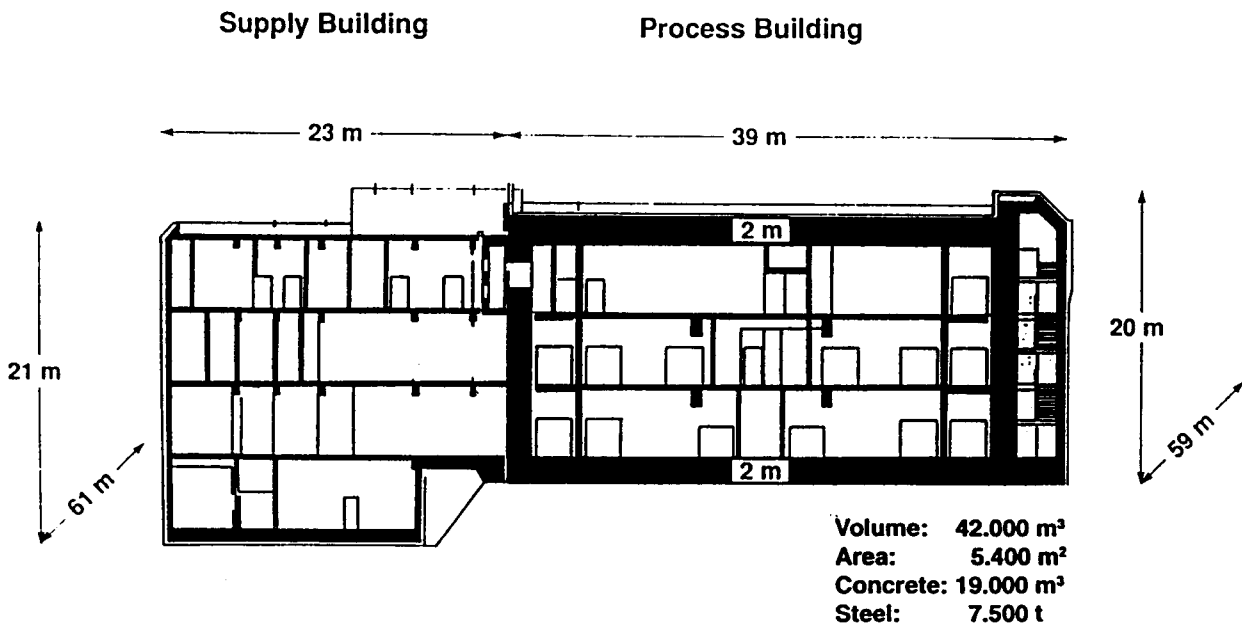 Supply Building
Process Building
23 m
39 m
2 m
21 m
20 m
61 m
59 m
2 m
Volume: 42.000 m³
Area: 5.400 m²
Concrete: 19.000 m³
Steel: 7.500 t